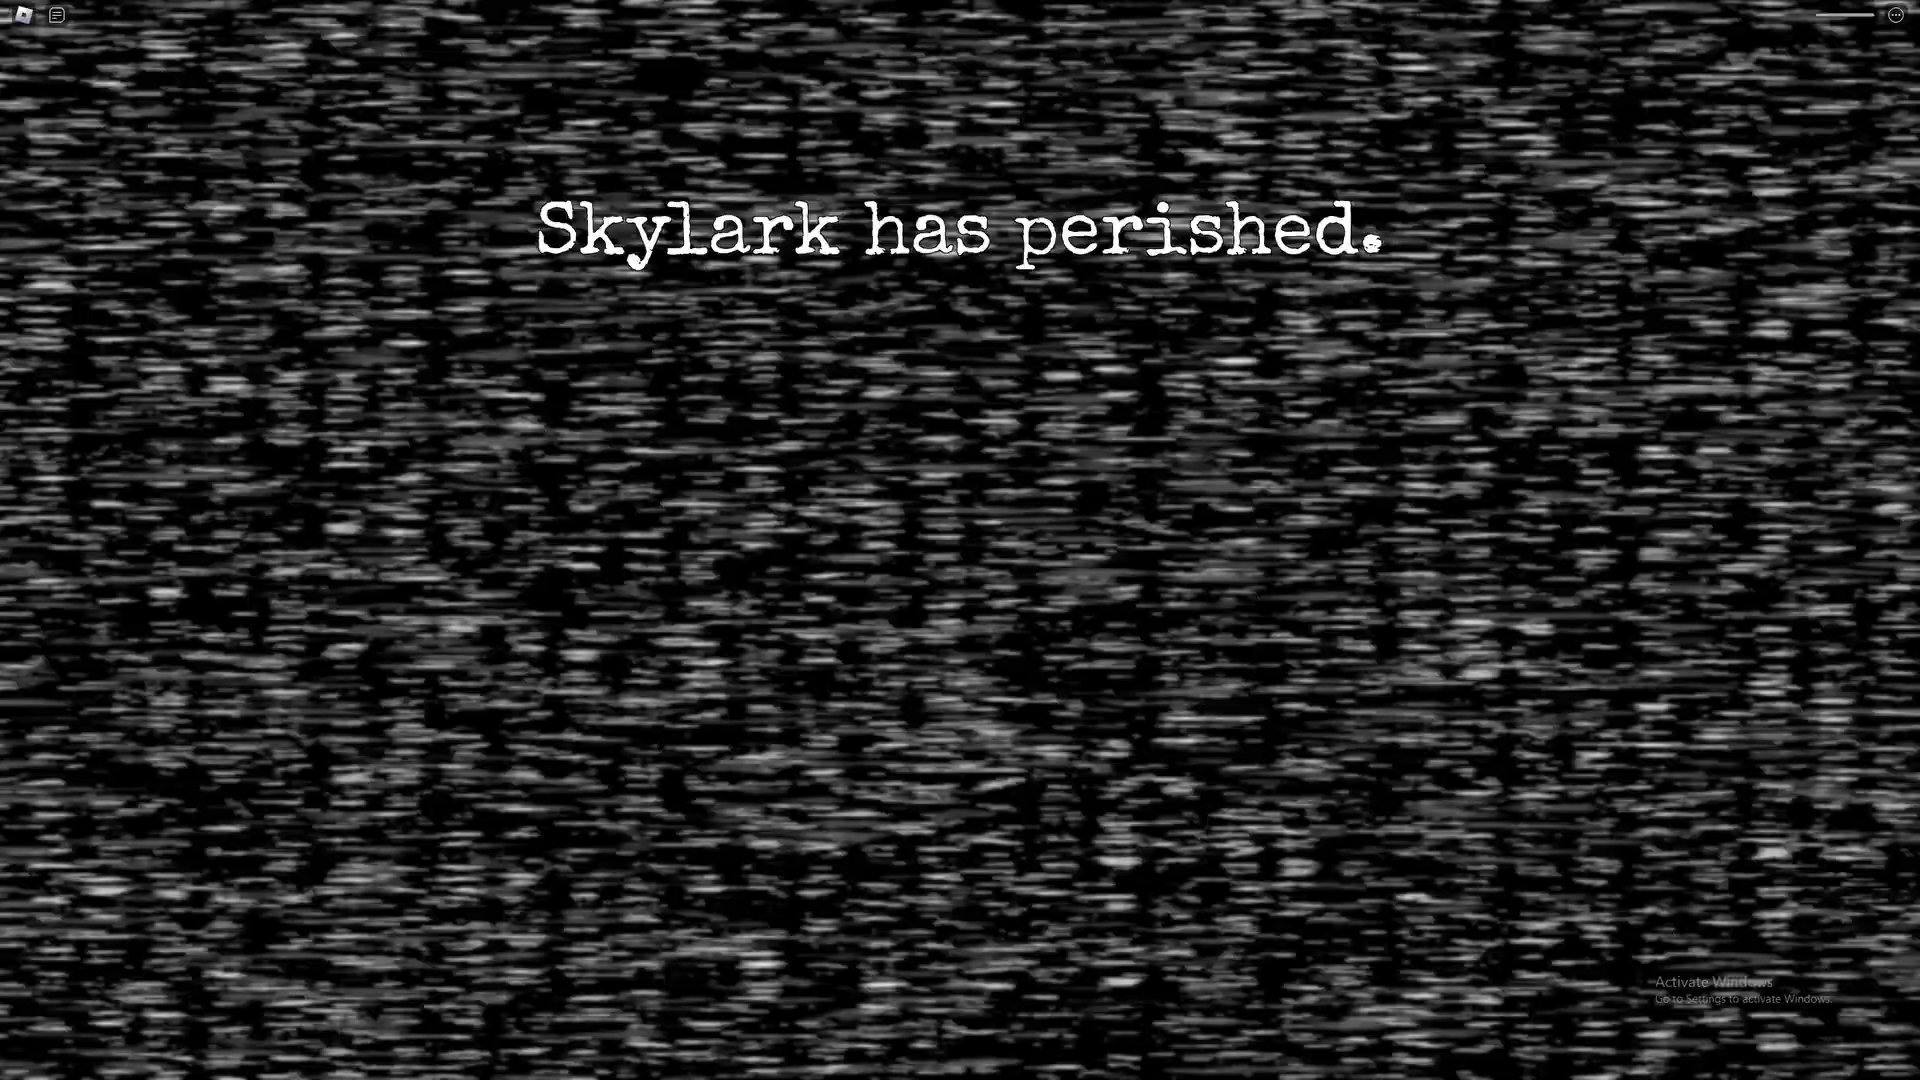 Skylark has perished.
Activate Windows
Go to Settings to activate Windows.